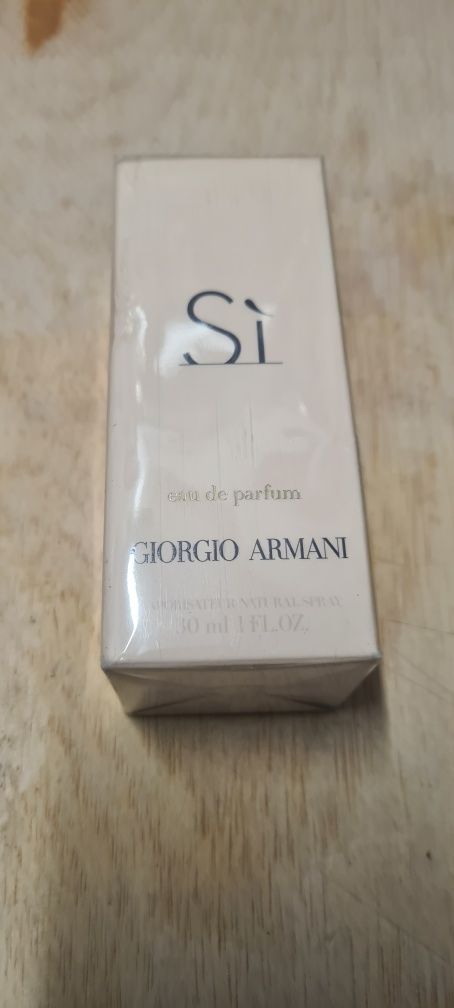 Sì
eau de parfum
GIORGIO ARMANI
VAPORISATEUR NATURAL SPRAY
30 ml 1 FL.OZ.